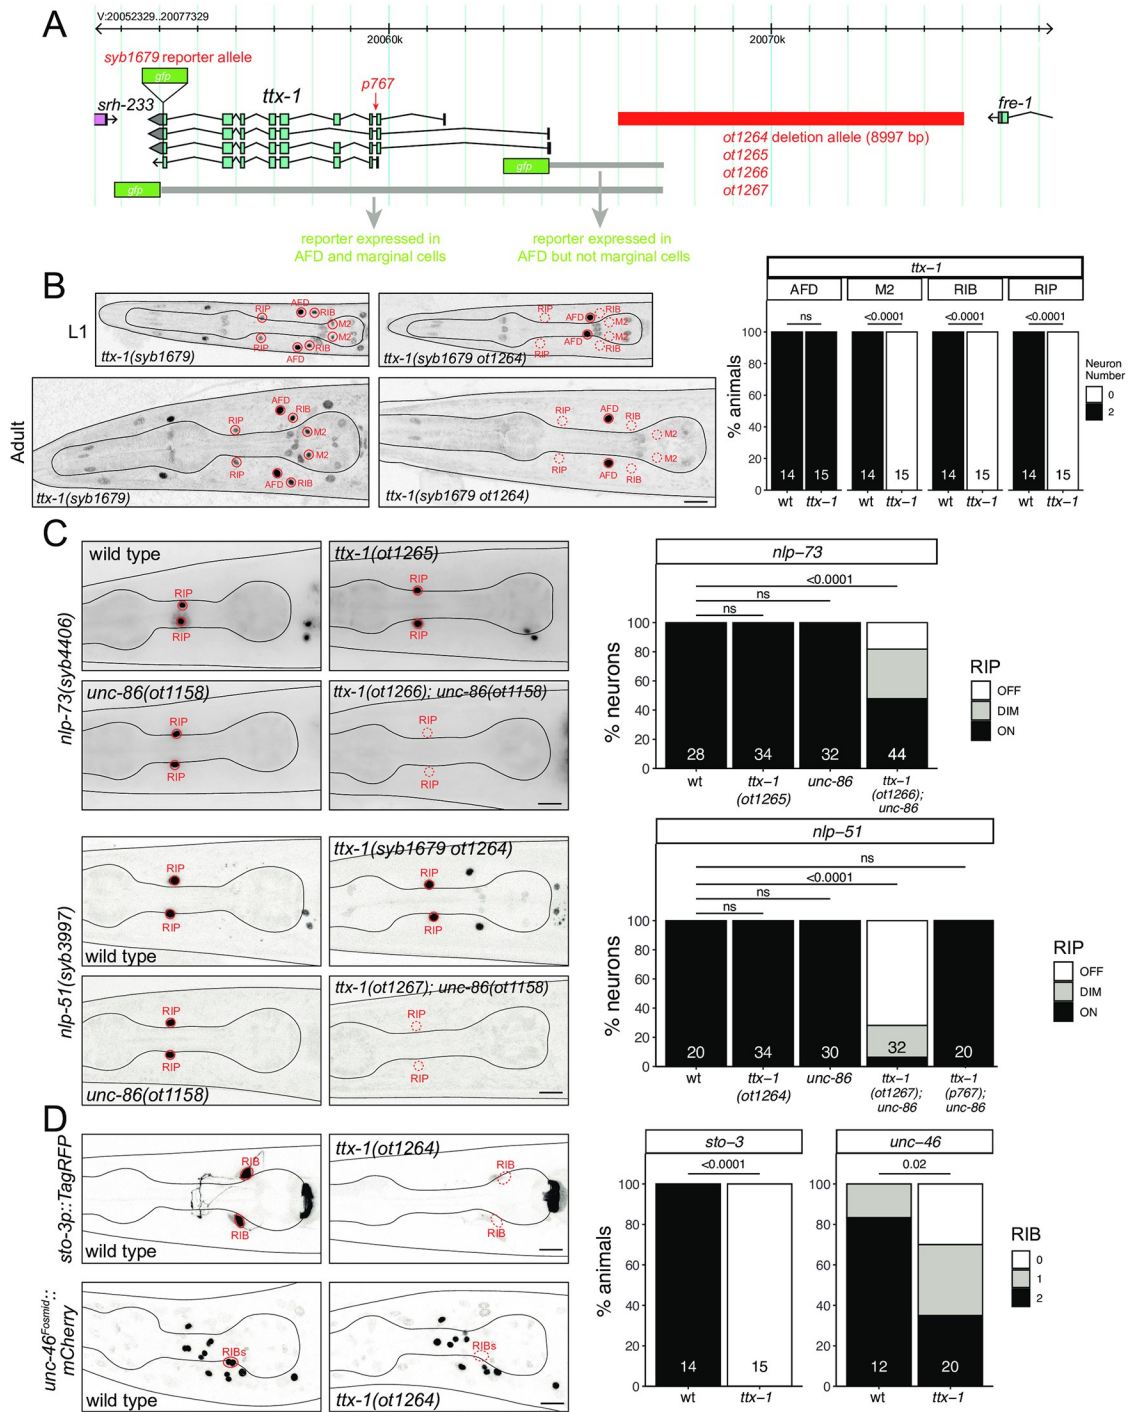 A
V:20052329..20077329
20060k
20070k
syb1679 reporter allele
gfp
ttx-1
p767
srh-233
fre-1
ot1264 deletion allele (8997 bp)
ot1265
ot1266
ot1267
gfp
gfp
reporter expressed in
AFD and marginal cells
reporter expressed in
AFD but not marginal cells
B
L1
RIP
AFD
RIB
M2
M2
RIP
AFD
RIB
ttx-1(syb1679)
RIP
RIB
AFD
M2
M2
AFD
RIB
RIP
ttx-1(syb1679 ot1264)
Adult
AFD
RIB
RIP
M2
M2
RIP
AFD
RIB
ttx-1(syb1679)
RIP
AFD
RIB
M2
M2
RIP
AFD
RIB
ttx-1(syb1679 ot1264)
ttx-1
AFD
M2
RIB
RIP
ns
<0.0001
<0.0001
<0.0001
% animals
100
80
60
40
20
0
14
15
14
15
14
15
14
15
wt
ttx-1
wt
ttx-1
wt
ttx-1
wt
ttx-1
Neuron
Number
0
2
C
nlp-73(syb4406)
wild type
RIP
RIP
ttx-1(ot1265)
RIP
RIP
unc-86(ot1158)
RIP
RIP
ttx-1(ot1266); unc-86(ot1158)
RIP
RIP
nlp-73
<0.0001
ns
ns
% neurons
100
80
60
40
20
0
28
34
32
44
wt
ttx-1
(ot1265)
unc-86
ttx-1
(ot1266);
unc-86
RIP
OFF
DIM
ON
nlp-51(syb3997)
RIP
RIP
wild type
ttx-1(syb1679 ot1264)
RIP
RIP
RIP
RIP
unc-86(ot1158)
ttx-1(ot1267); unc-86(ot1158)
RIP
RIP
nlp-51
ns
<0.0001
ns
ns
% neurons
100
80
60
40
20
0
20
34
30
32
20
wt
ttx-1
(ot1264)
unc-86
ttx-1
(ot1267);
unc-86
ttx-1
(p767);
unc-86
RIP
OFF
DIM
ON
D
sto-3p::TagRFP
RIB
RIB
wild type
ttx-1(ot1264)
RIB
RIB
unc-46Fosmid::
mCherry
RIBs
wild type
RIBs
ttx-1(ot1264)
sto-3
<0.0001
% animals
100
80
60
40
20
0
14
15
wt
ttx-1
unc-46
0.02
100
80
60
40
20
0
12
20
wt
ttx-1
RIB
0
1
2